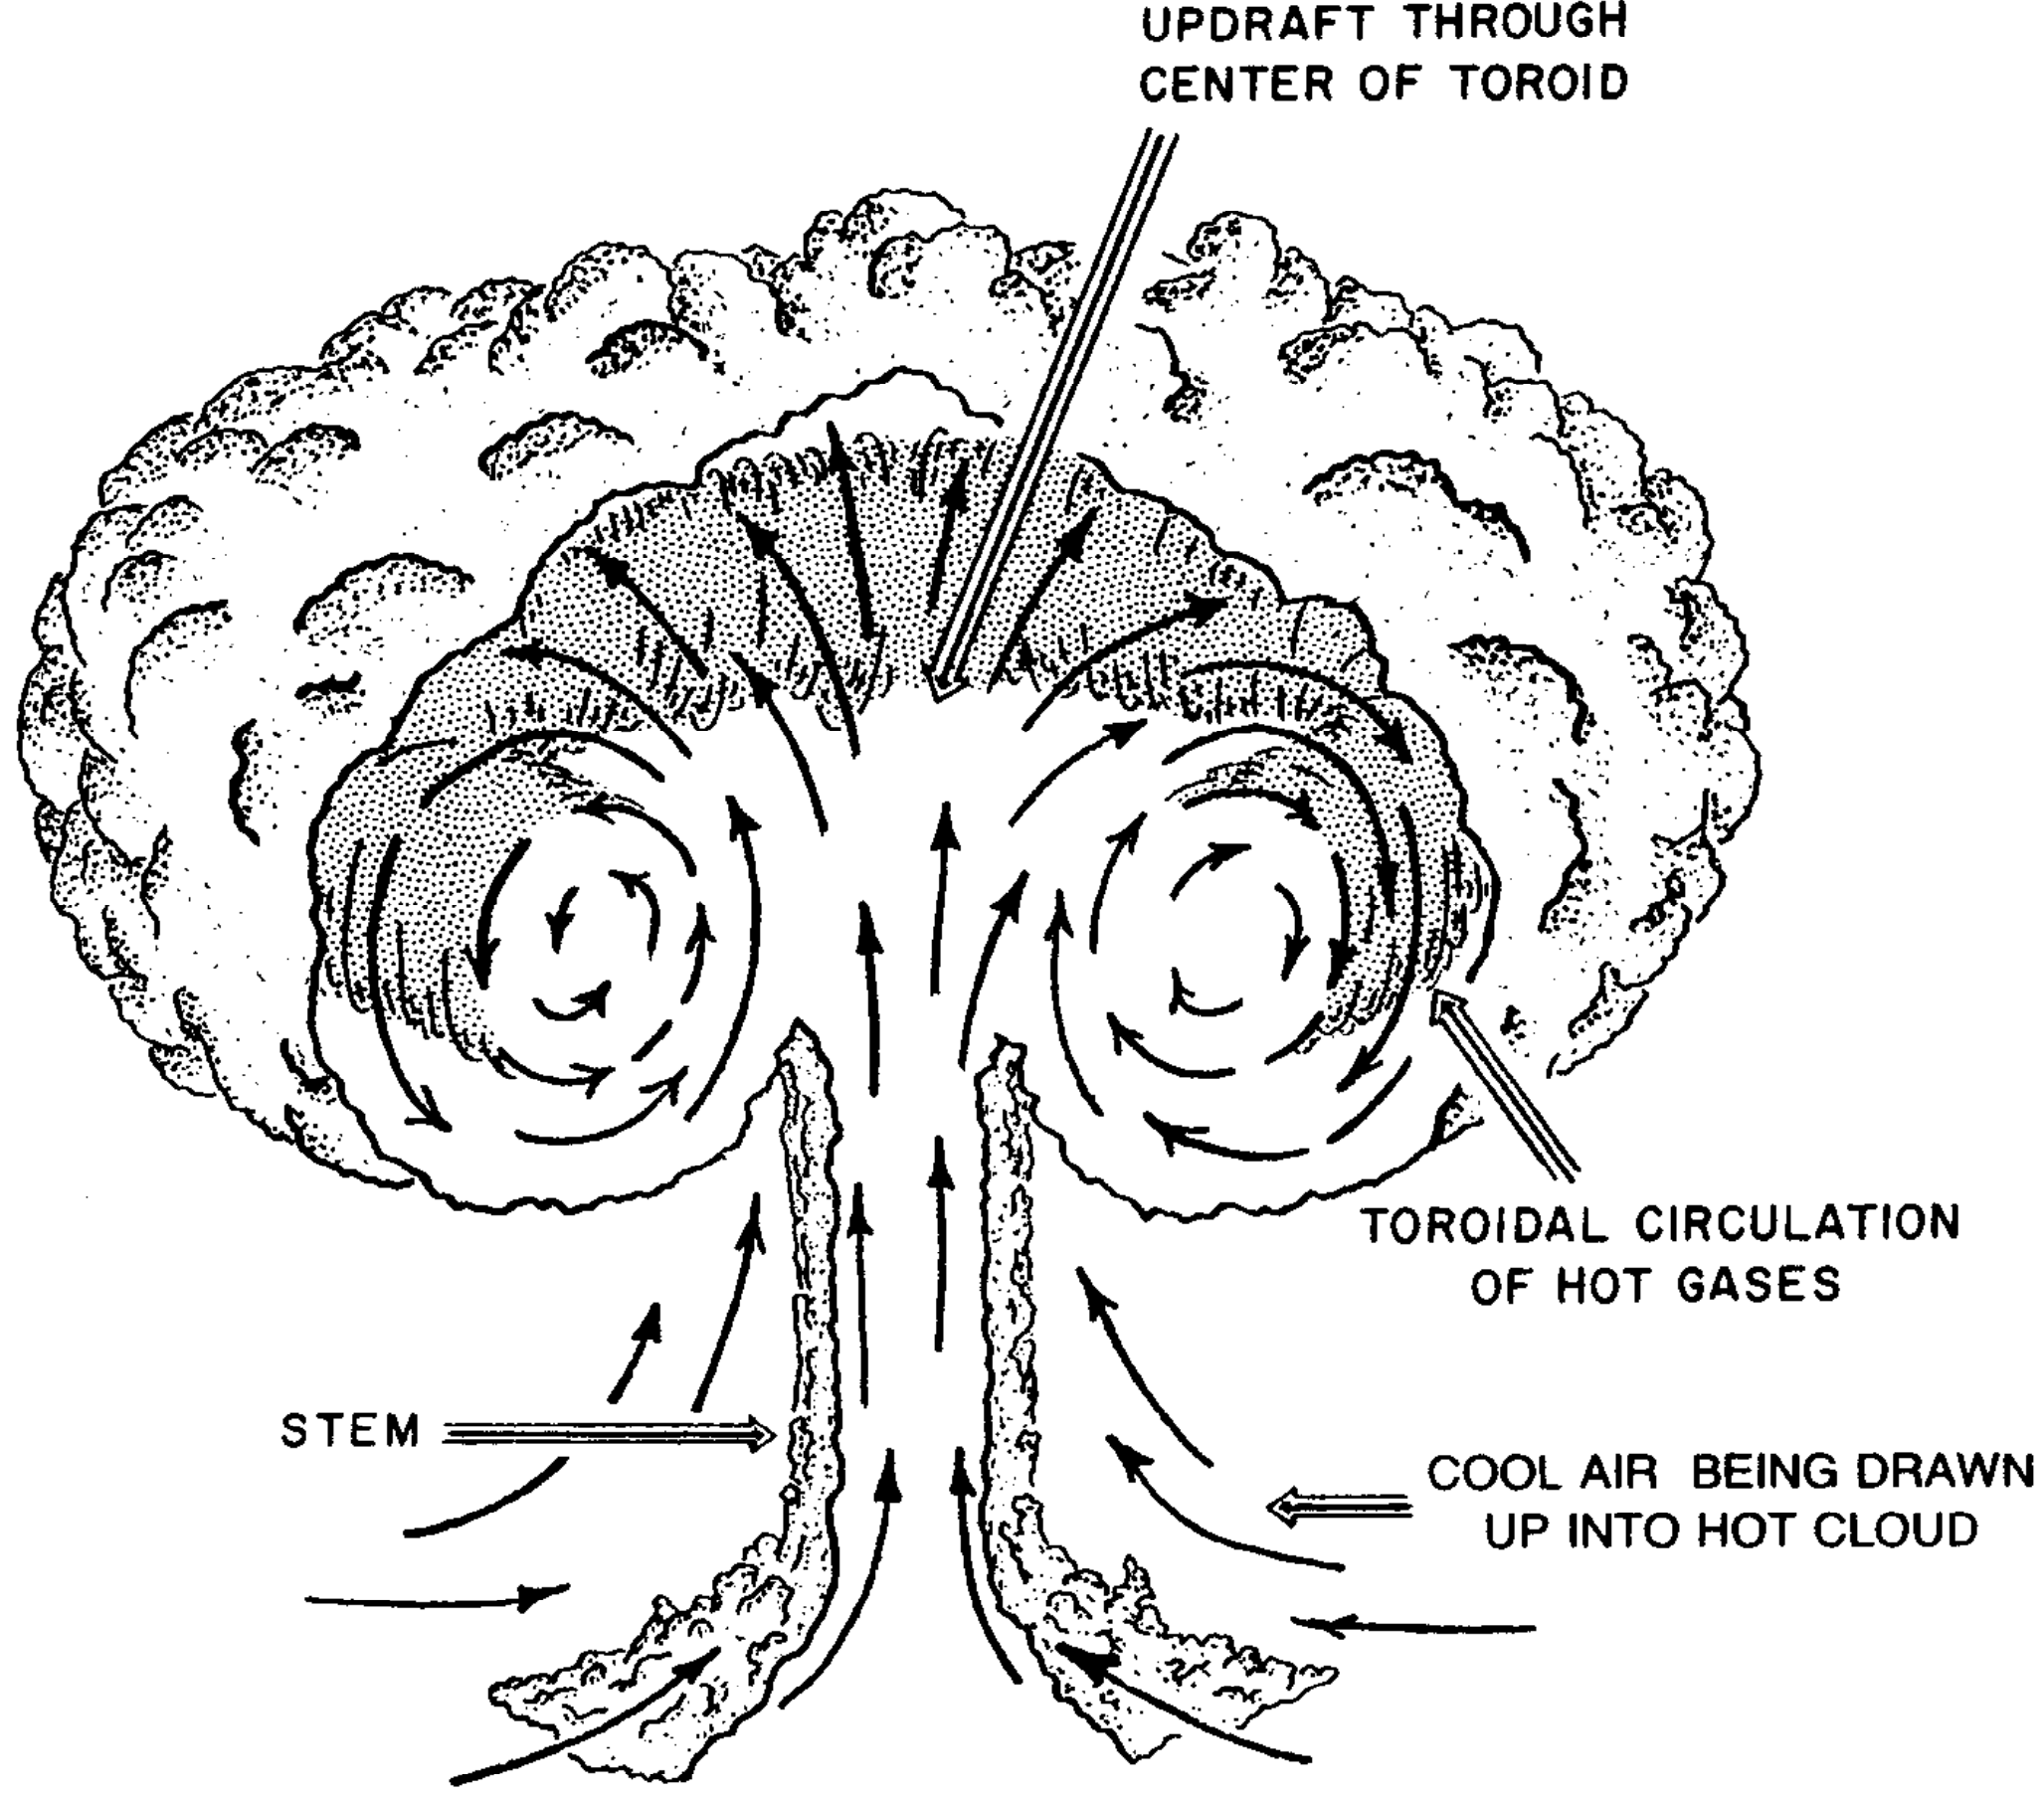 UPDRAFT THROUGH
CENTER OF TOROID
TOROIDAL CIRCULATION
OF HOT GASES
STEM
COOL AIR BEING DRAWN
UP INTO HOT CLOUD